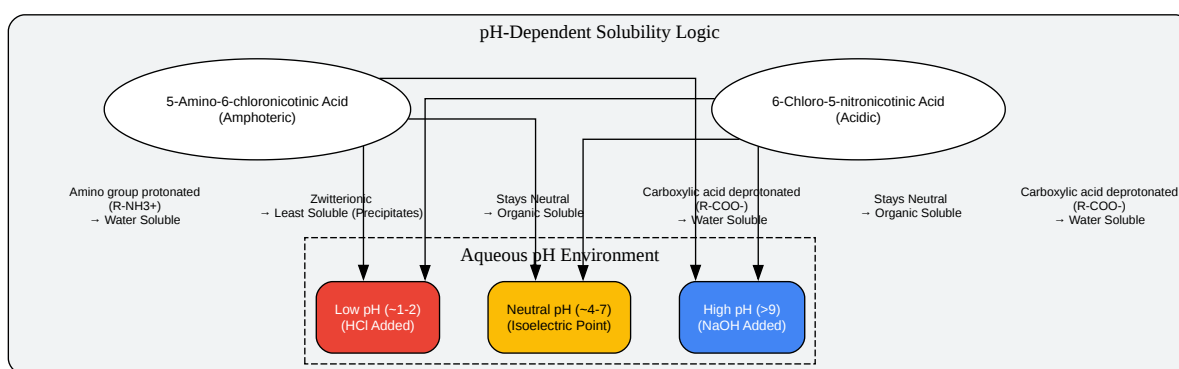 pH-Dependent Solubility Logic
5-Amino-6-chloronicotinic Acid
(Amphoteric)
6-Chloro-5-nitronicotinic Acid
(Acidic)
Amino group protonated
(R-NH3+)
→ Water Soluble
Zwitterionic
→ Least Soluble (Precipitates)
Stays Neutral
→ Organic Soluble
Carboxylic acid deprotonated
(R-COO-)
→ Water Soluble
Stays Neutral
→ Organic Soluble
Carboxylic acid deprotonated
(R-COO-)
→ Water Soluble
Aqueous pH Environment
Low pH (~1-2)
(HCl Added)
Neutral pH (~4-7)
(Isoelectric Point)
High pH (>9)
(NaOH Added)